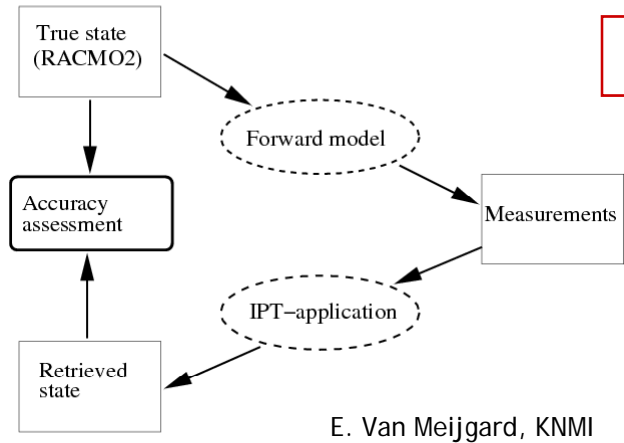 True state
(RACMO2)
Forward model
Accuracy
assessment
Measurements
IPT-application
Retrieved
state
E. Van Meijgard, KNMI